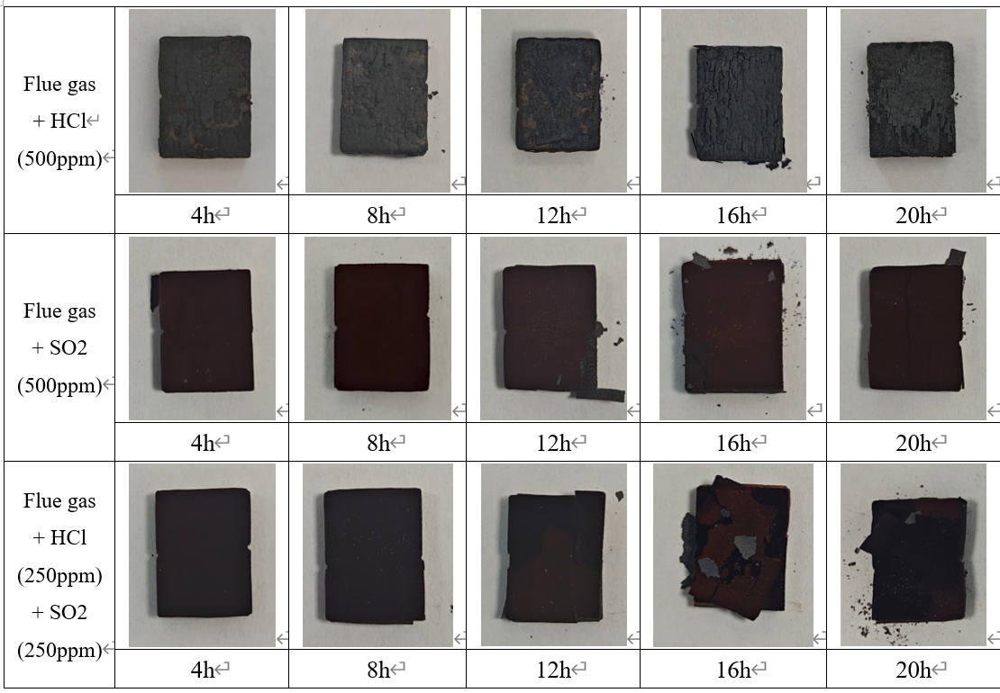 Flue gas
+ HCl↵
(500ppm)↵
4h↵ 8h↵ 12h↵ 16h↵ 20h↵
Flue gas
+ SO2
(500ppm)↵
4h↵ 8h↵ 12h↵ 16h↵ 20h↵
Flue gas
+ HCl
(250ppm)
+ SO2
(250ppm)↵
4h↵ 8h↵ 12h↵ 16h↵ 20h↵